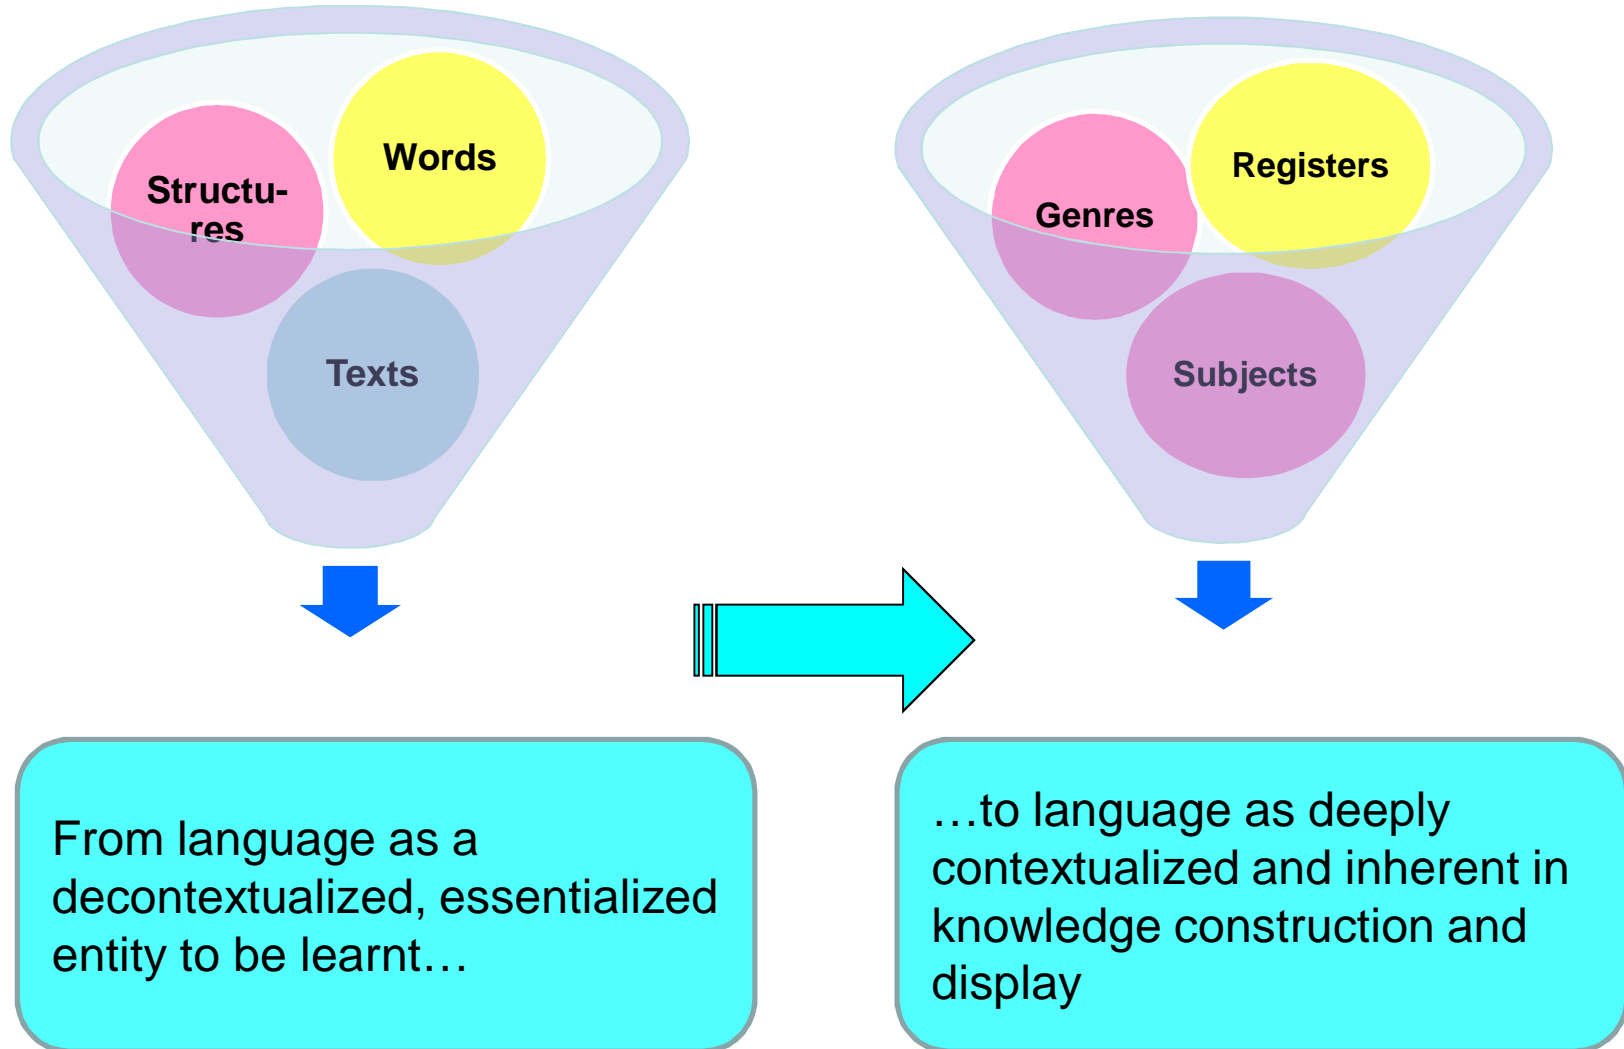 Structu-
res
Words
Texts
Genres
Registers
Subjects
From language as a
decontextualized, essentialized
entity to be learnt…
…to language as deeply
contextualized and inherent in
knowledge construction and
display